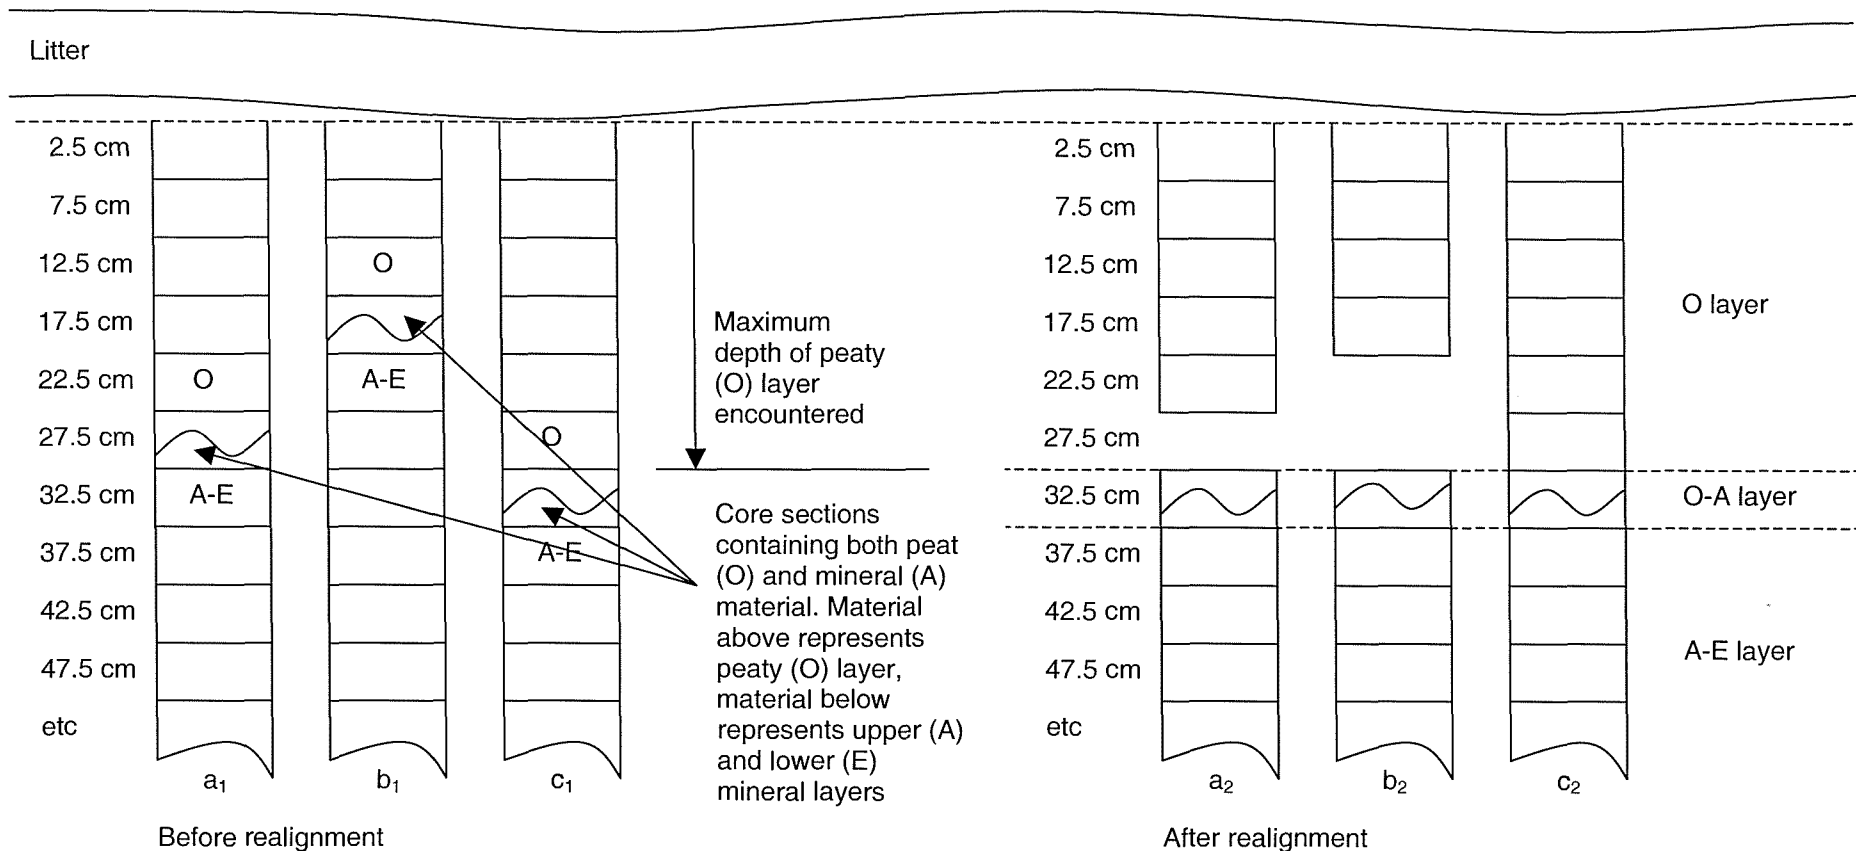 Litter
2.5 cm
7.5 cm
12.5 cm
17.5 cm
22.5 cm
27.5 cm
32.5 cm
37.5 cm
42.5 cm
47.5 cm
etc
O
A-E
a₁
O
A-E
b₁
O
A-E
c₁
Before realignment
Maximum
depth of peaty
(O) layer
encountered
Core sections
containing both peat
(O) and mineral (A)
material. Material
above represents
peaty (O) layer,
material below
represents upper (A)
and lower (E)
mineral layers
2.5 cm
7.5 cm
12.5 cm
17.5 cm
22.5 cm
27.5 cm
32.5 cm
37.5 cm
42.5 cm
47.5 cm
etc
a₂
b₂
c₂
O layer
O-A layer
A-E layer
After realignment